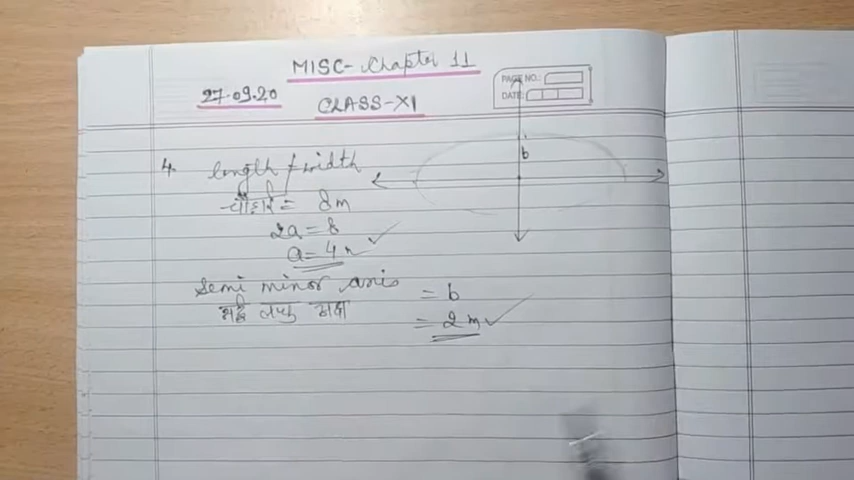 MISC- Chapter 11
27.09.20
CLASS-XI
PAGE NO.:
DATE:
b
4. length / width
चौड़ाई = 8m
2a = 8
a = 4m
Semi minor axis = b
अर्द्ध लघु अक्ष = 2m